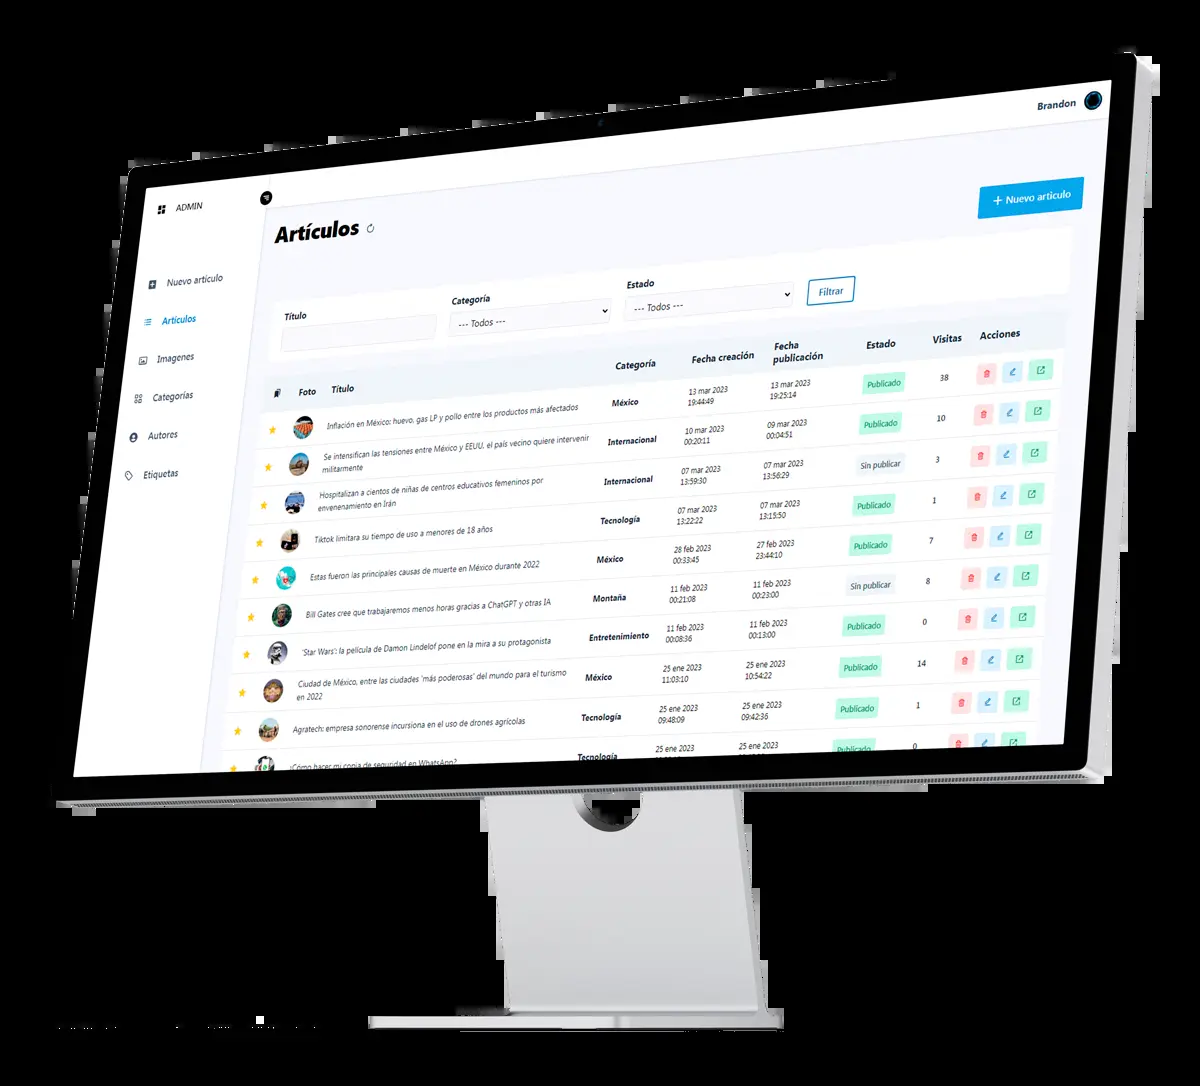 Brandon
ADMIN
Nuevo artículo
Artículos
Imagenes
Categorías
Autores
Etiquetas
Artículos
+ Nuevo articulo
Título
Categoría
--- Todos ---
Estado
--- Todos ---
Filtrar
Foto Título Categoría Fecha creación Fecha publicación Estado Visitas Acciones
Inflación en México: huevo, gas LP y pollo entre los productos más afectados México 13 mar 2023 19:44:49 13 mar 2023 19:25:14 Publicado 38
Se intensifican las tensiones entre México y EEUU, el país vecino quiere intervenir militarmente Internacional 10 mar 2023 00:20:11 09 mar 2023 00:04:51 Publicado 10
Hospitalizan a cientos de niñas de centros educativos femeninos por envenenamiento en Irán Internacional 07 mar 2023 13:59:30 07 mar 2023 13:56:29 Sin publicar 3
Tiktok limitara su tiempo de uso a menores de 18 años Tecnología 07 mar 2023 13:22:22 07 mar 2023 13:15:50 Publicado 1
Estas fueron las principales causas de muerte en México durante 2022 México 28 feb 2023 00:33:45 27 feb 2023 23:44:10 Publicado 7
Bill Gates cree que trabajaremos menos horas gracias a ChatGPT y otras IA Montaña 11 feb 2023 00:21:08 11 feb 2023 00:23:00 Sin publicar 8
'Star Wars': la película de Damon Lindelof pone en la mira a su protagonista Entretenimiento 11 feb 2023 00:08:36 11 feb 2023 00:13:00 Publicado 0
Ciudad de México, entre las ciudades 'más poderosas' del mundo para el turismo en 2022 México 25 ene 2023 11:03:10 25 ene 2023 10:54:22 Publicado 14
Agratech: empresa sonorense incursiona en el uso de drones agrícolas Tecnología 25 ene 2023 09:48:09 25 ene 2023 09:42:36 Publicado 1
¿Cómo hacer mi copia de seguridad en WhatsApp? Tecnología 25 ene 2023 25 ene 2023 Publicado 0